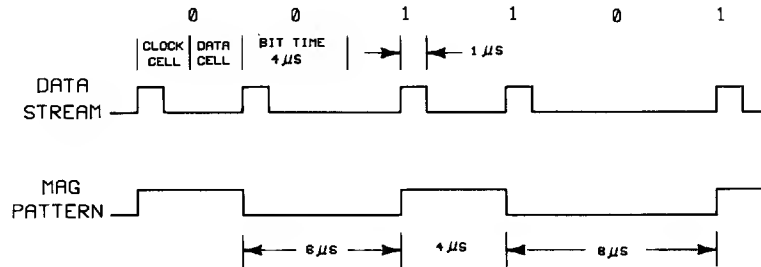 0 0 1 1 0 1
CLOCK CELL
DATA CELL
BIT TIME
4 μS
1 μS
DATA STREAM
MAG PATTERN
6 μS
4 μS
8 μS